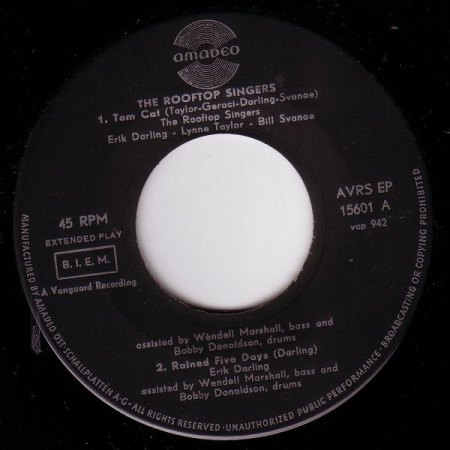 AMADEO
THE ROOFTOP SINGERS
1. Tom Cat (Taylor-Geraci-Darling-Svanoe)
The Rooftop Singers
Erik Darling - Lynne Taylor - Bill Svanoe
45 RPM
EXTENDED PLAY
B.I.E.M.
A Vanguard Recording
AVRS EP
15601 A
vcp 942
assisted by Wendell Marshall, bass and
Bobby Donaldson, drums
2. Rained Five Days (Darling)
Erik Darling
assisted by Wendell Marshall, bass and
Bobby Donaldson, drums
MANUFACTURED BY AMADEO ÖST. SCHALLPLATTEN A-G - ALL RIGHTS RESERVED - UNAUTHORIZED PUBLIC PERFORMANCE - BROADCASTING OR COPYING PROHIBITED